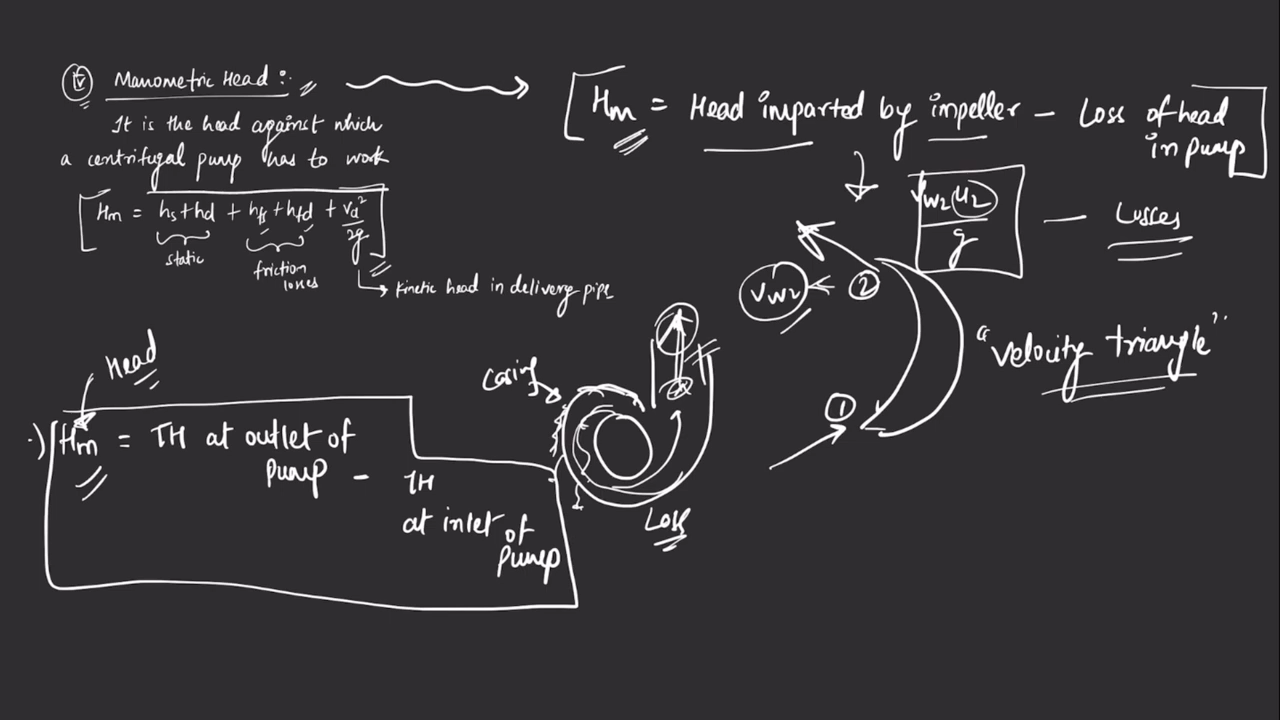 iv Manometric Head :-
It is the head against which
a centrifugal pump has to work
Hm = hs + hd + hfs + hfd + Vd²/2g
static
friction
losses
Kinetic head in delivery pipe
Hm = Head imparted by impeller - Loss of head
in pump
Vw2 u2 / g - Losses
Vw2 ← 2
"velocity triangle"
1
Head
Casing
.) Hm = TH at outlet of
pump - TH
at inlet of
pump
Loss